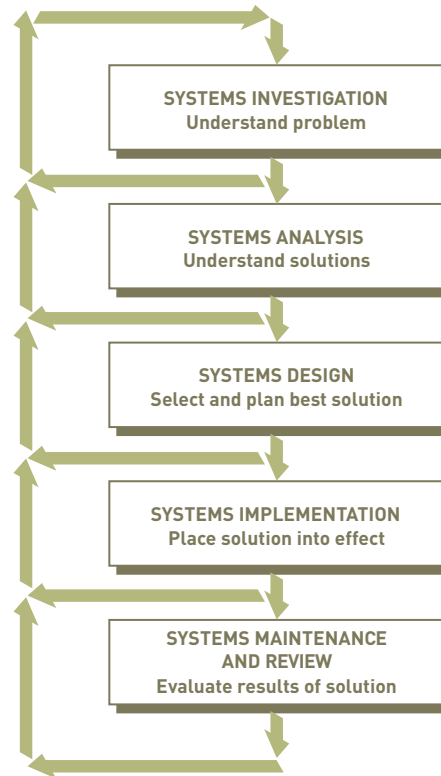 SYSTEMS INVESTIGATION
Understand problem
SYSTEMS ANALYSIS
Understand solutions
SYSTEMS DESIGN
Select and plan best solution
SYSTEMS IMPLEMENTATION
Place solution into effect
SYSTEMS MAINTENANCE
AND REVIEW
Evaluate results of solution